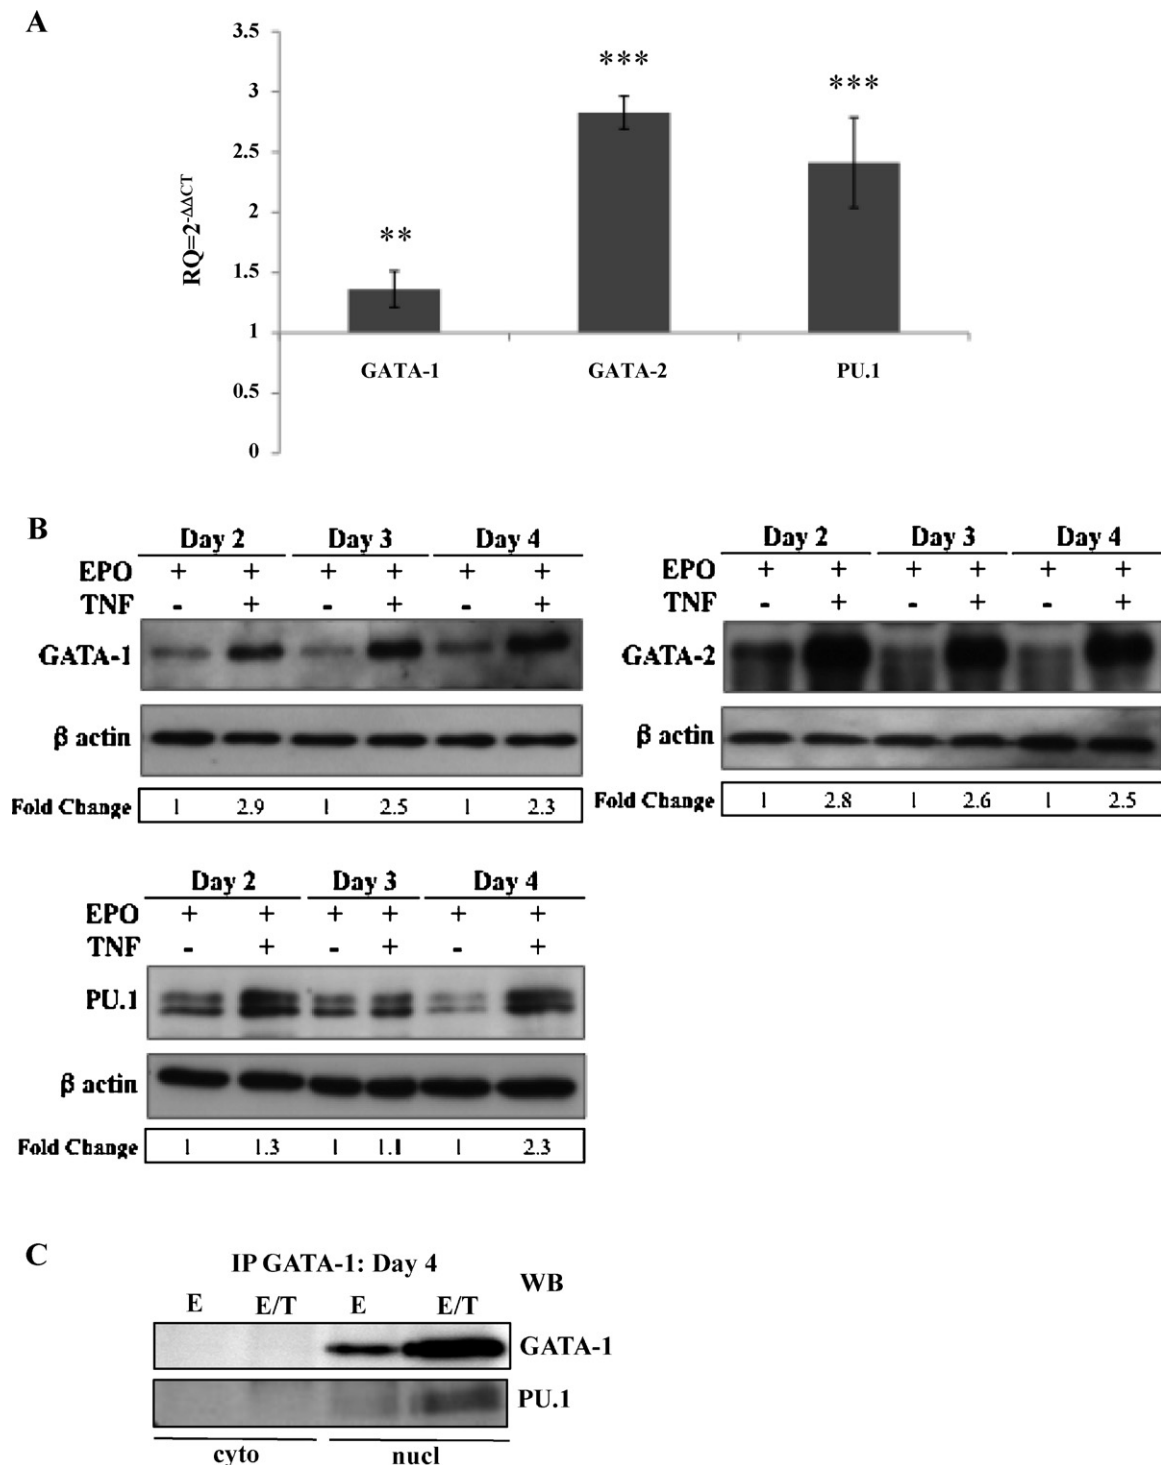 A
3.5
3
2.5
2
1.5
1
0.5
0
RQ=2-ΔΔCT
**
***
***
GATA-1 GATA-2 PU.1
B
Day 2 Day 3 Day 4
EPO + + + + + +
TNF - + - + - +
GATA-1
β actin
Fold Change 1 2.9 1 2.5 1 2.3
Day 2 Day 3 Day 4
EPO + + + + + +
TNF - + - + - +
GATA-2
β actin
Fold Change 1 2.8 1 2.6 1 2.5
Day 2 Day 3 Day 4
EPO + + + + + +
TNF - + - + - +
PU.1
β actin
Fold Change 1 1.3 1 1.1 1 2.3
C
IP GATA-1: Day 4
WB
E E/T E E/T
GATA-1
PU.1
cyto nucl